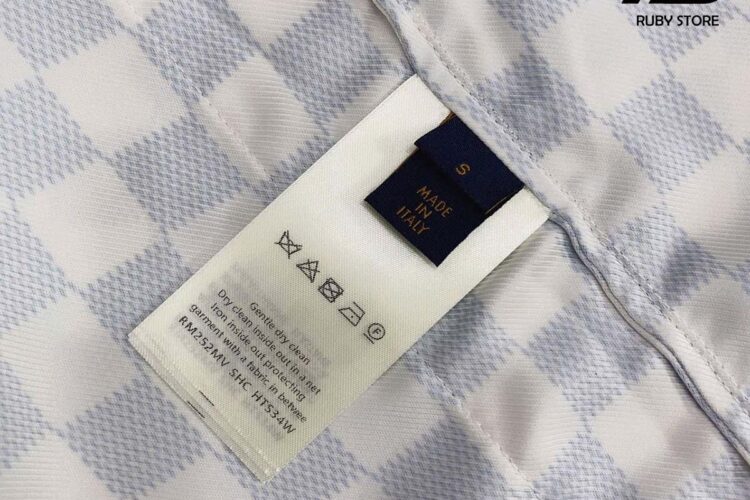 RUBY STORE
S
MADE
IN
ITALY
F
Gentle dry clean
Dry clean inside out in a net
Iron inside out protecting
garment with a fabric in betwee
RM252MV SHC HTS34W